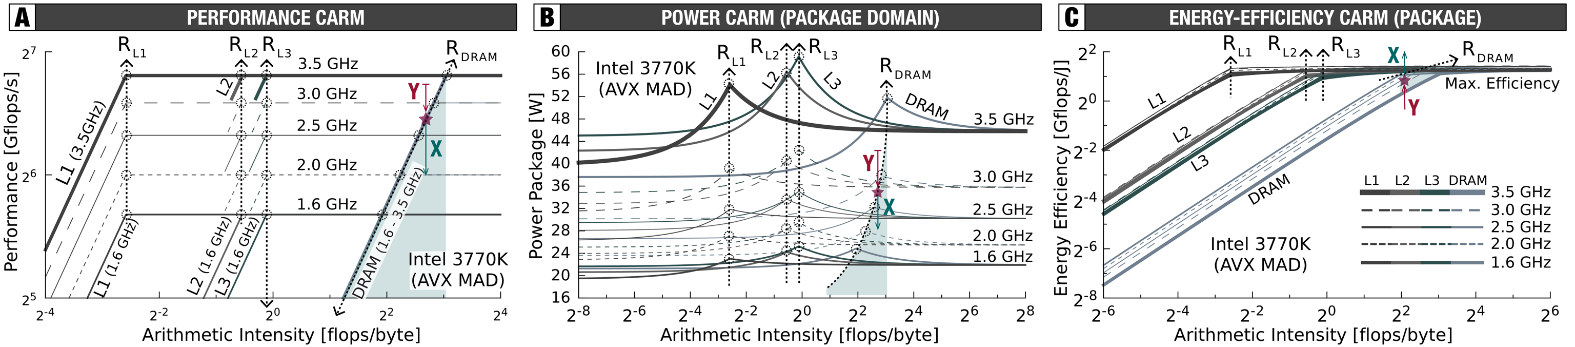 A PERFORMANCE CARM
2^7
2^6
2^5
Performance [Gflops/s]
R_L1
R_L2
R_L3
R_DRAM
3.5 GHz
3.0 GHz
2.5 GHz
2.0 GHz
1.6 GHz
L1 (3.5GHz)
L2
L1 (1.6 GHz)
L2 (1.6 GHz)
L3 (1.6 GHz)
DRAM (1.6 - 3.5 GHz)
Y
X
Intel 3770K
(AVX MAD)
2^-4 2^-2 2^0 2^2 2^4
Arithmetic Intensity [flops/byte]
B POWER CARM (PACKAGE DOMAIN)
60
56
52
48
44
40
36
32
28
24
20
16
Power Package [W]
Intel 3770K
(AVX MAD)
R_L1
R_L2
R_L3
R_DRAM
L1
L2
L3
DRAM
3.5 GHz
3.0 GHz
2.5 GHz
2.0 GHz
1.6 GHz
Y
X
2^-8 2^-6 2^-4 2^-2 2^0 2^2 2^4 2^6 2^8
Arithmetic Intensity [flops/byte]
C ENERGY-EFFICIENCY CARM (PACKAGE)
2^2
2^0
2^-2
2^-4
2^-6
2^-8
Energy Efficiency [Gflops/J]
R_L1
R_L2
R_L3
X
R_DRAM
Max. Efficiency
Y
L1
L2
L3
DRAM
L1 L2 L3 DRAM
3.5 GHz
3.0 GHz
2.5 GHz
2.0 GHz
1.6 GHz
Intel 3770K
(AVX MAD)
2^-6 2^-4 2^-2 2^0 2^2 2^4 2^6
Arithmetic Intensity [flops/byte]